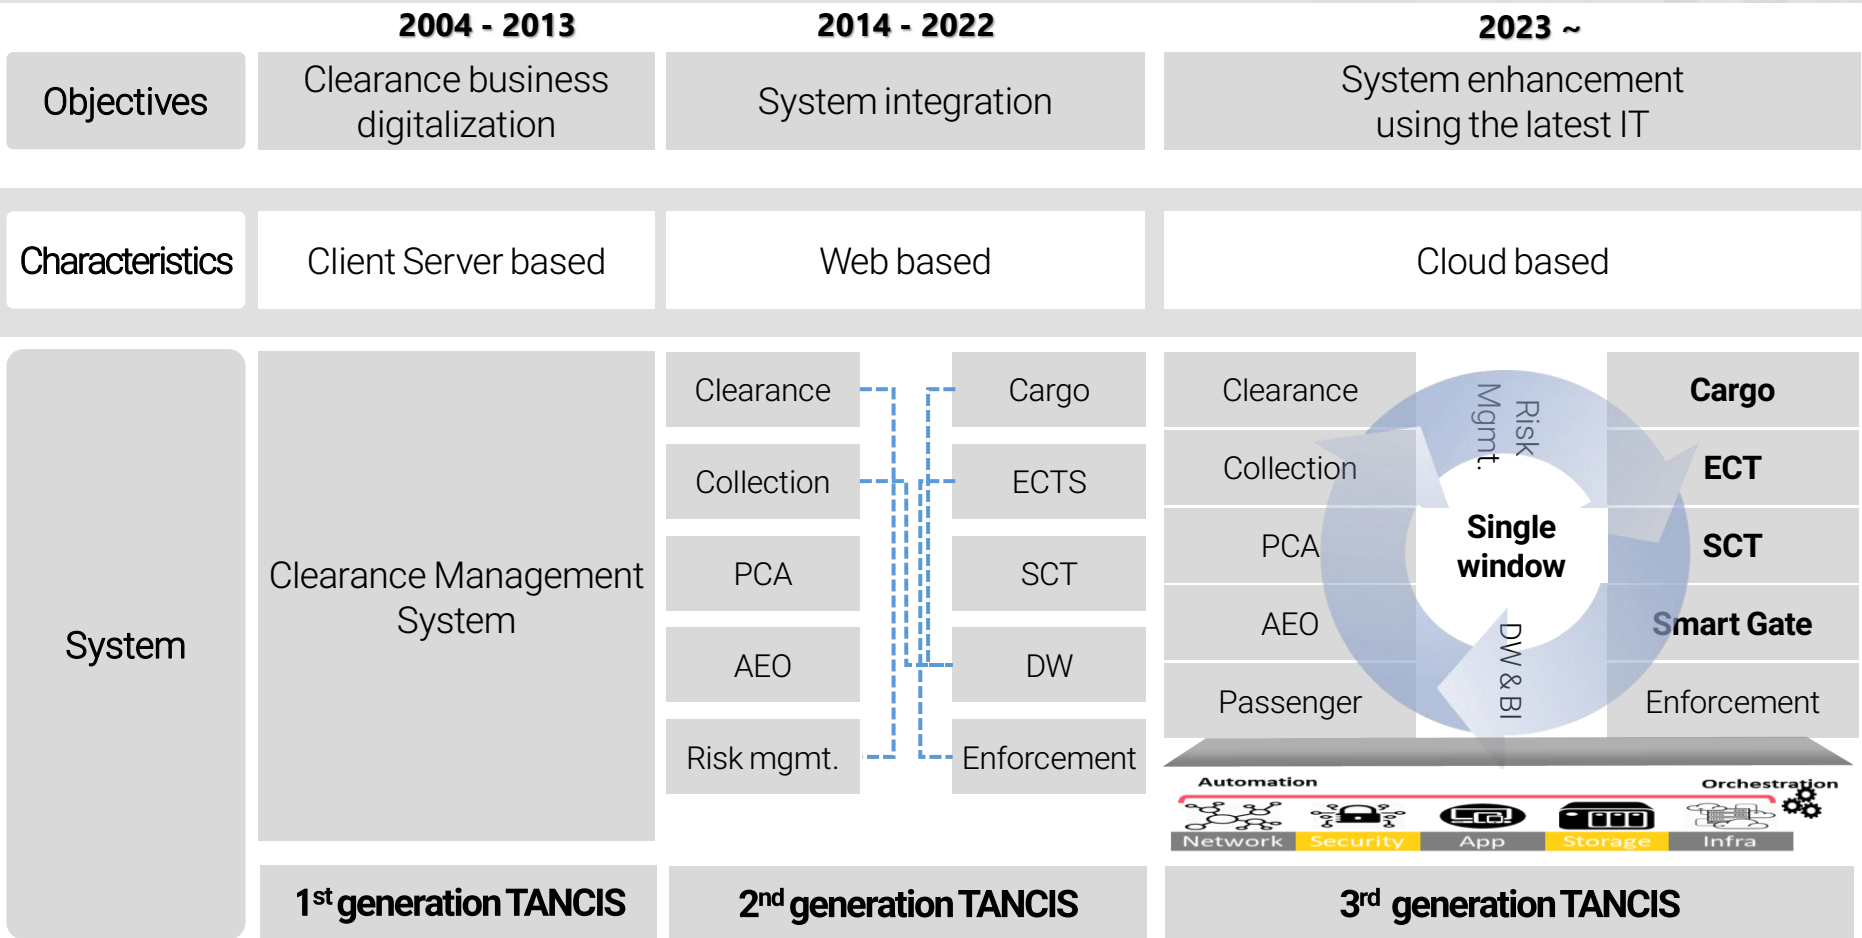 2004 - 2013
2014 - 2022
2023 ~
Objectives
Clearance business
digitalization
System integration
System enhancement
using the latest IT
Characteristics
Client Server based
Web based
Cloud based
System
Clearance Management
System
Clearance
Collection
PCA
AEO
Risk mgmt.
Cargo
ECTS
SCT
DW
Enforcement
Clearance
Collection
PCA
AEO
Passenger
Risk
Mgmt.
Single
window
DW & BI
Cargo
ECT
SCT
Smart Gate
Enforcement
Automation
Orchestration
Network
Security
App
Storage
Infra
1st generation TANCIS
2nd generation TANCIS
3rd generation TANCIS